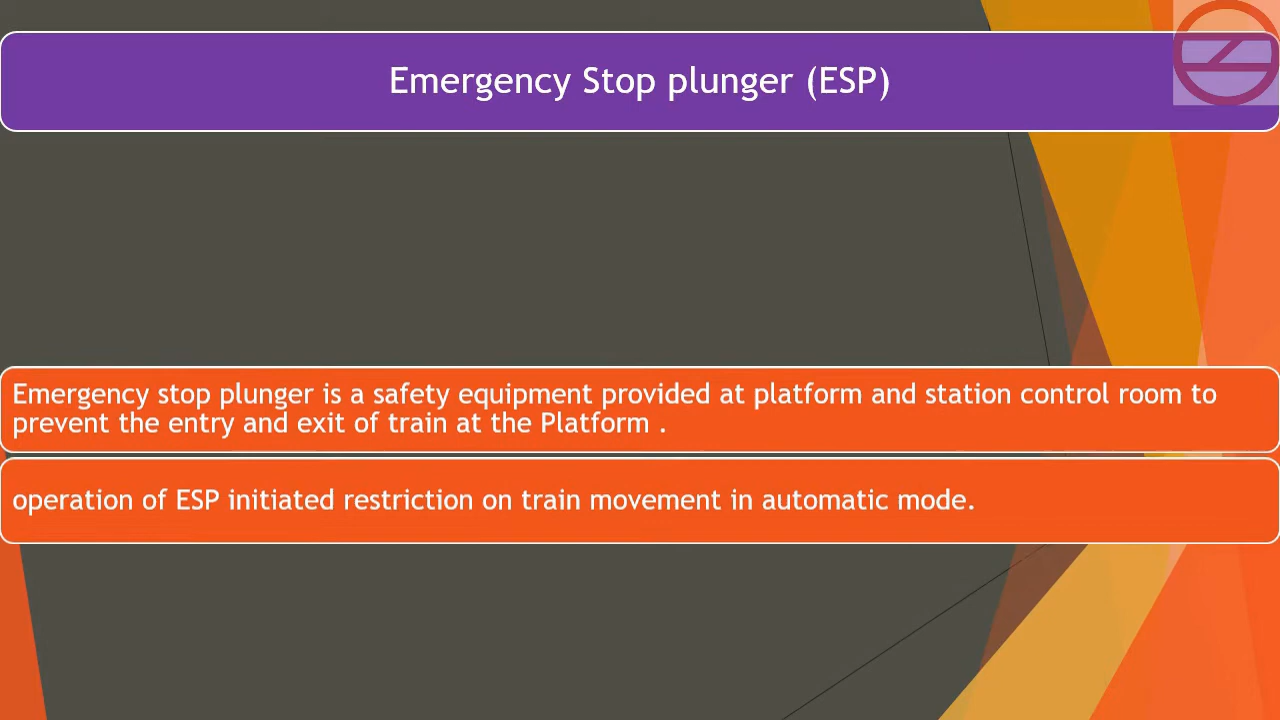 Emergency Stop plunger (ESP)
Emergency stop plunger is a safety equipment provided at platform and station control room to
prevent the entry and exit of train at the Platform .
operation of ESP initiated restriction on train movement in automatic mode.